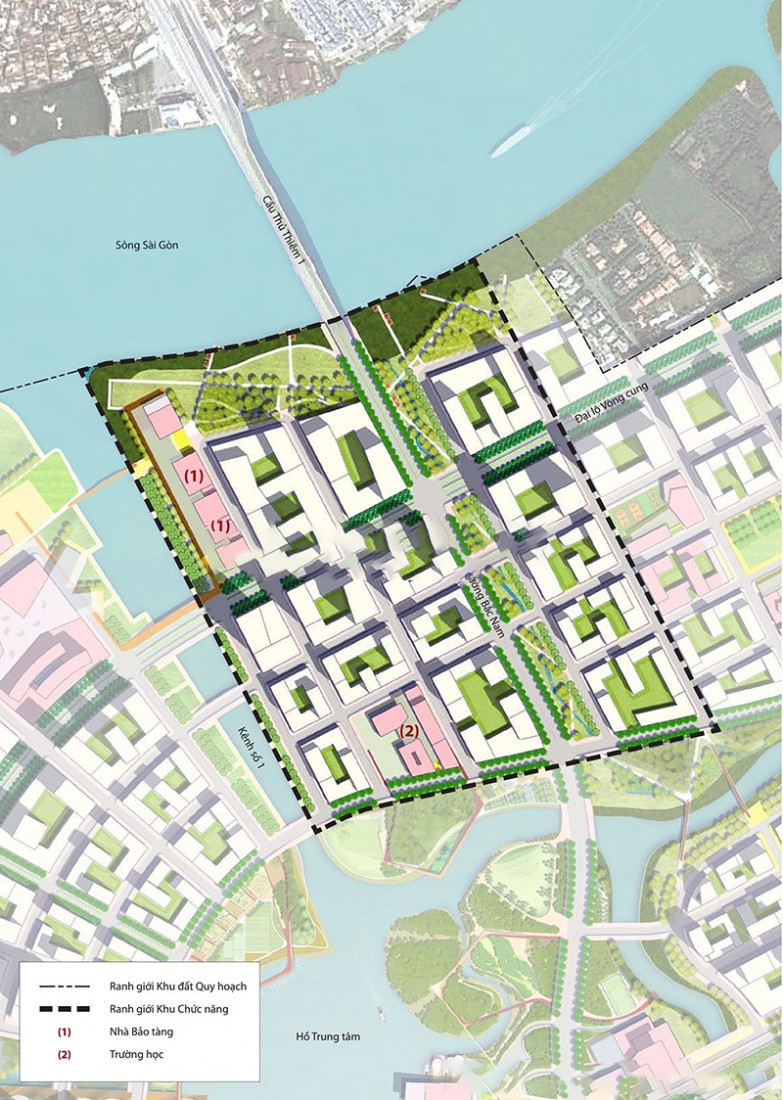 Cầu Thủ Thiêm 1
Sông Sài Gòn
Đại lộ Vòng cung
(1)
(1)
Bắc Nam
(2)
Kênh số 1
Ranh giới Khu đất Quy hoạch
Ranh giới Khu Chức năng
(1) Nhà Bảo tàng
(2) Trường học
Hồ Trung tâm